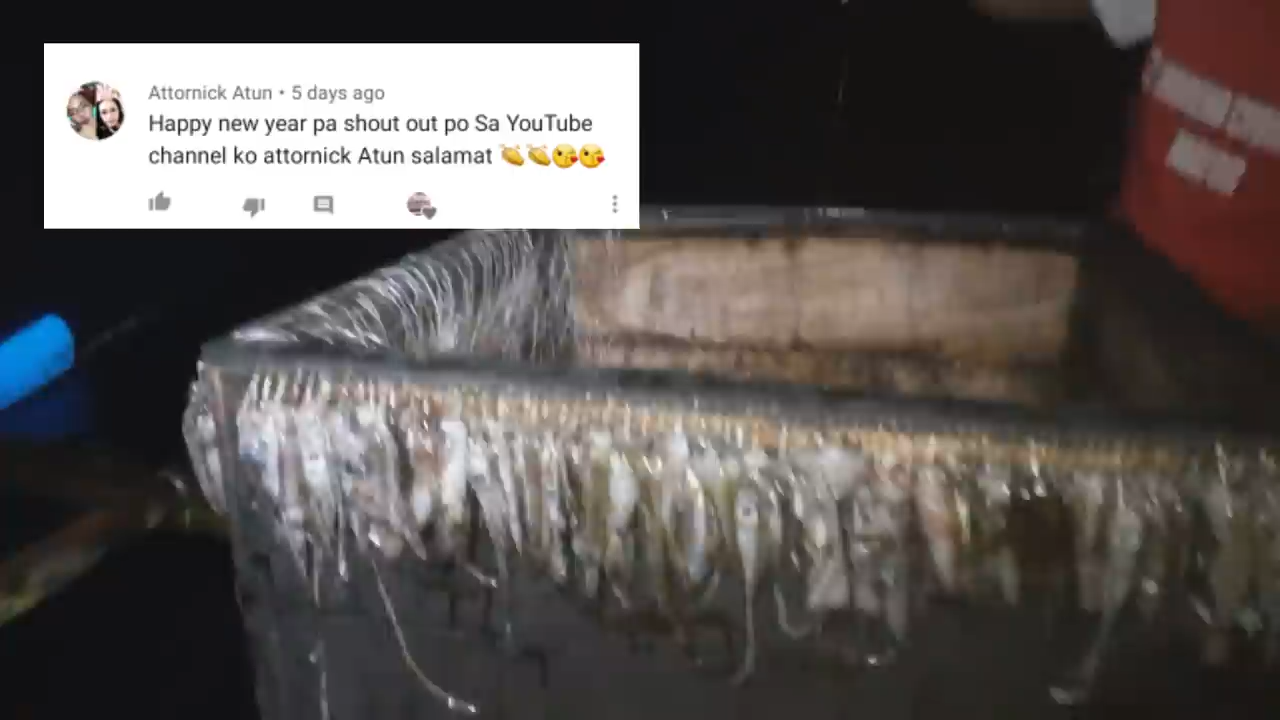 Attornick Atun • 5 days ago
Happy new year pa shout out po Sa YouTube
channel ko attornick Atun salamat 👏👏😘😘